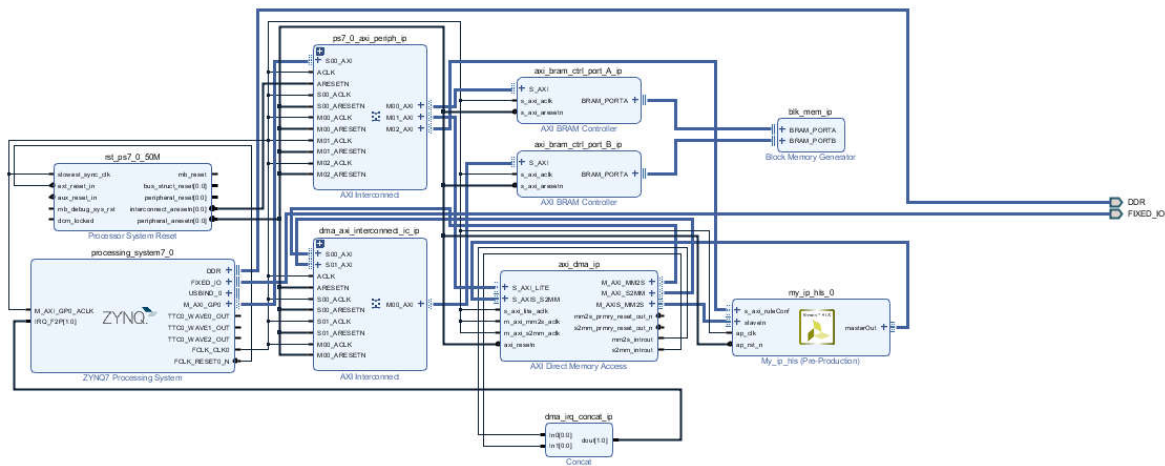 ps7_0_axi_periph_ip
S00_AXI
ACLK
ARESETN
S00_ACLK
S00_ARESETN
M00_ACLK
M00_ARESETN
M01_ACLK
M01_ARESETN
M02_ACLK
M02_ARESETN
M00_AXI
M01_AXI
M02_AXI
AXI Interconnect
axi_bram_ctrl_port_A_ip
S_AXI
s_axi_aclk
s_axi_aresetn
BRAM_PORTA
AXI BRAM Controller
blk_mem_ip
BRAM_PORTA
BRAM_PORTB
Block Memory Generator
axi_bram_ctrl_port_B_ip
S_AXI
s_axi_aclk
s_axi_aresetn
BRAM_PORTA
AXI BRAM Controller
rst_ps7_0_50M
slowest_sync_clk
ext_reset_in
aux_reset_in
mb_debug_sys_rst
dcm_locked
mb_reset
bus_struct_reset[0:0]
peripheral_reset[0:0]
interconnect_aresetn[0:0]
peripheral_aresetn[0:0]
Processor System Reset
DDR
FIXED_IO
processing_system7_0
M_AXI_GP0_ACLK
IRQ_F2P[1:0]
ZYNQ
DDR
FIXED_IO
USBIND_0
M_AXI_GP0
TTC0_WAVE0_OUT
TTC0_WAVE1_OUT
TTC0_WAVE2_OUT
FCLK_CLK0
FCLK_RESET0_N
ZYNQ7 Processing System
dma_axi_interconnect_ic_ip
S00_AXI
S01_AXI
ACLK
ARESETN
S00_ACLK
S00_ARESETN
S01_ACLK
S01_ARESETN
M00_ACLK
M00_ARESETN
M00_AXI
AXI Interconnect
axi_dma_ip
S_AXI_LITE
S_AXIS_S2MM
s_axi_lite_aclk
m_axi_mm2s_aclk
m_axi_s2mm_aclk
axi_resetn
M_AXI_MM2S
M_AXI_S2MM
M_AXIS_MM2S
mm2s_prmry_reset_out_n
s2mm_prmry_reset_out_n
mm2s_introut
s2mm_introut
AXI Direct Memory Access
my_ip_hls_0
s_axi_ruleConf
slavein
ap_clk
ap_rst_n
masterOut
My_ip_hls (Pre-Production)
dma_irq_concat_ip
In0[0:0]
In1[0:0]
dout[1:0]
Concat